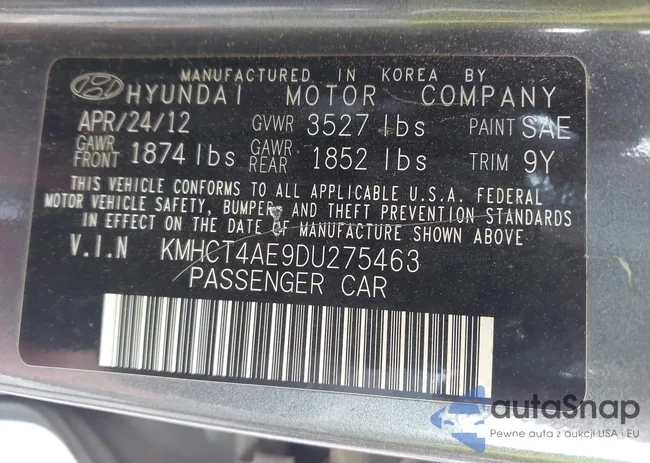 MANUFACTURED IN KOREA BY
HYUNDAI MOTOR COMPANY
APR/24/12 GVWR 3527 lbs PAINT SAE
GAWR FRONT 1874 lbs GAWR REAR 1852 lbs TRIM 9Y
THIS VEHICLE CONFORMS TO ALL APPLICABLE U.S.A. FEDERAL
MOTOR VEHICLE SAFETY, BUMPER, AND THEFT PREVENTION STANDARDS
IN EFFECT ON THE DATE OF MANUFACTURE SHOWN ABOVE
V.I.N KMHCT4AE9DU275463
PASSENGER CAR
autaSnap
Pewne auta z aukcji USA i EU